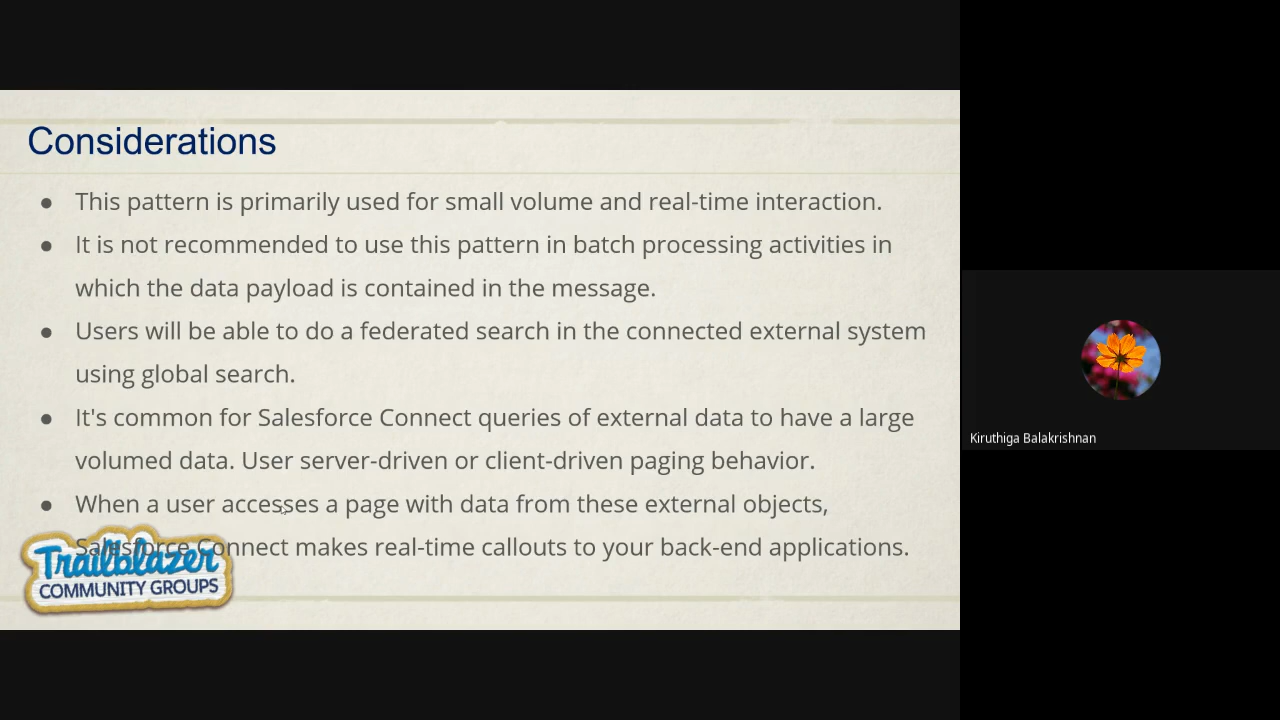 Considerations
● This pattern is primarily used for small volume and real-time interaction.
● It is not recommended to use this pattern in batch processing activities in
which the data payload is contained in the message.
● Users will be able to do a federated search in the connected external system
using global search.
● It's common for Salesforce Connect queries of external data to have a large
volumed data. User server-driven or client-driven paging behavior.
● When a user accesses a page with data from these external objects,
Salesforce Connect makes real-time callouts to your back-end applications.
Trailblazer
COMMUNITY GROUPS
Kiruthiga Balakrishnan